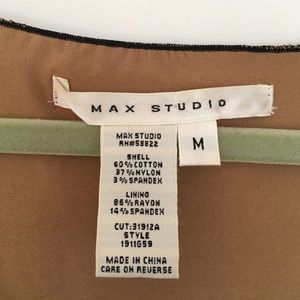 MAX STUDIO
MAX STUDIO
RN#58822
M
SHELL
60%COTTON
37%NYLON
3%SPANDEX
LINING
86%RAYON
14%SPANDEX
CUT:31912A
STYLE
1911G59
MADE IN CHINA
CARE ON REVERSE